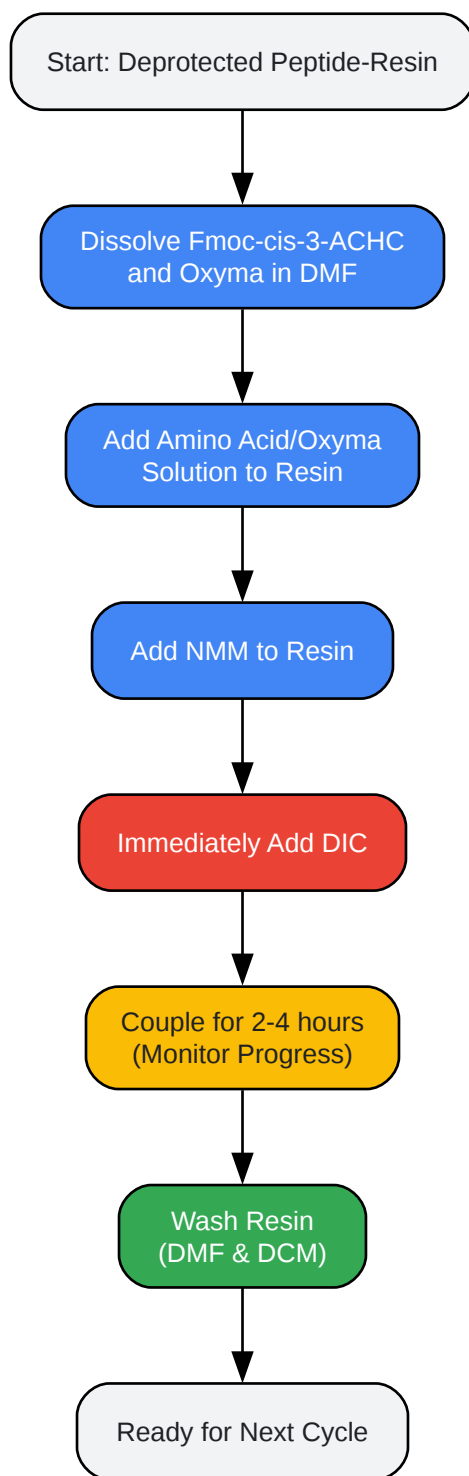 Start: Deprotected Peptide-Resin
Dissolve Fmoc-cis-3-ACHC
and Oxyma in DMF
Add Amino Acid/Oxyma
Solution to Resin
Add NMM to Resin
Immediately Add DIC
Couple for 2-4 hours
(Monitor Progress)
Wash Resin
(DMF & DCM)
Ready for Next Cycle